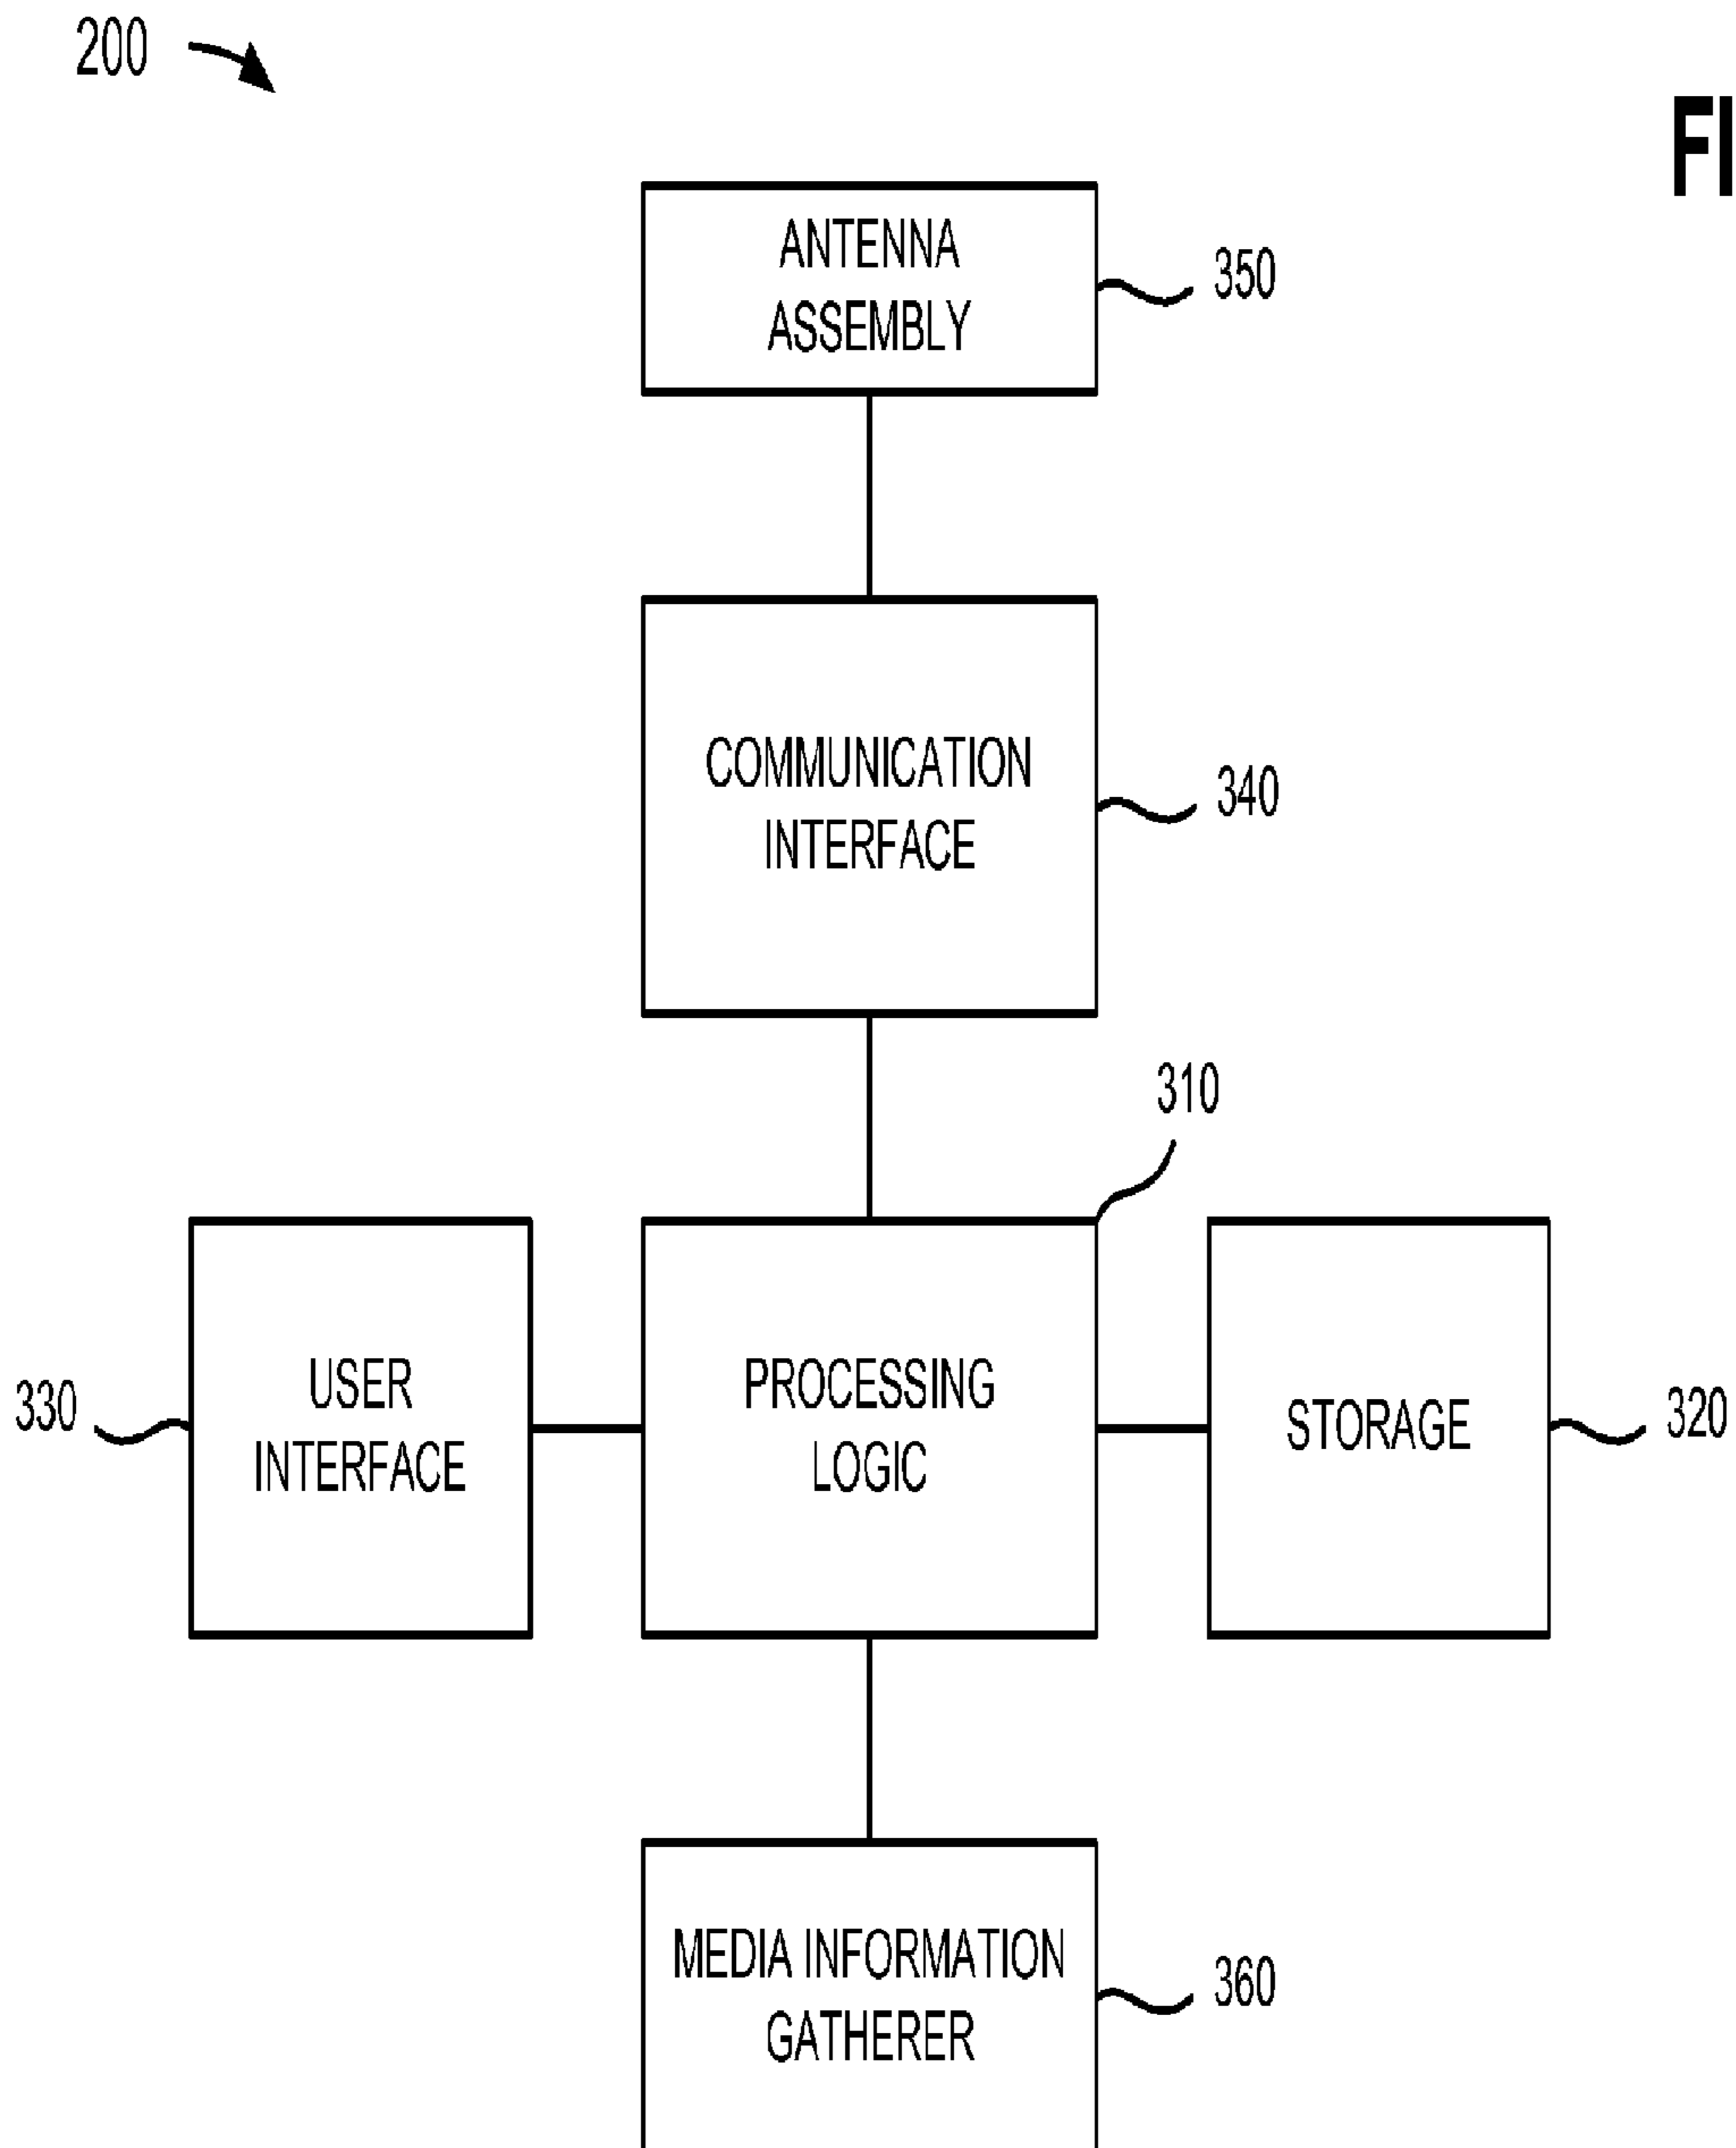 200
FI
ANTENNA
ASSEMBLY
350
COMMUNICATION
INTERFACE
340
310
USER
INTERFACE
330
PROCESSING
LOGIC
STORAGE
320
MEDIA INFORMATION
GATHERER
360